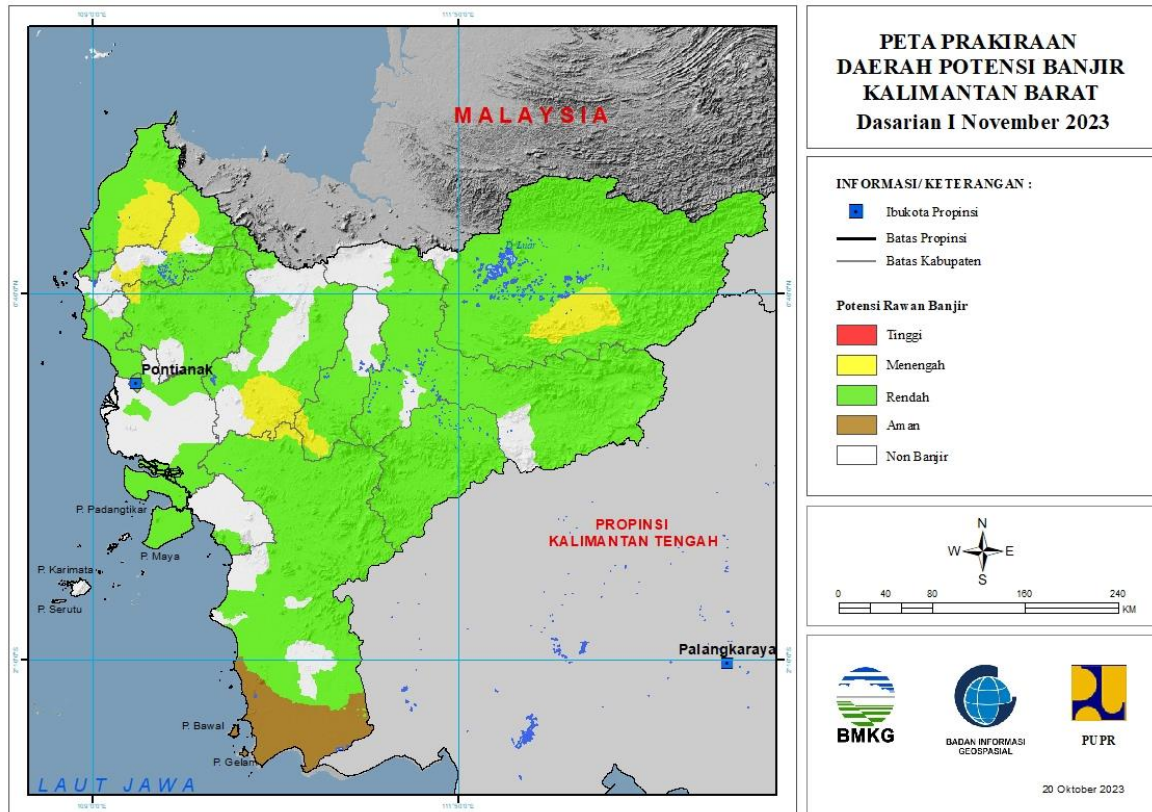 PETA PRAKIRAAN
DAERAH POTENSI BANJIR
KALIMANTAN BARAT
Dasarian I November 2023
INFORMASI/ KETERANGAN :
Ibukota Propinsi
Batas Propinsi
Batas Kabupaten
Potensi Rawan Banjir
Tinggi
Menengah
Rendah
Aman
Non Banjir
N
W E
S
0 40 80 160 240
KM
BMKG
BADAN INFORMASI
GEOSPASIAL
PUPR
20 Oktober 2023
MALAYSIA
Pontianak
P. Padangtikar
P. Maya
P. Karimata
P. Serutu
PROPINSI
KALIMANTAN TENGAH
Palangkaraya
P. Bawal
P. Gelam
LAUT JAWA